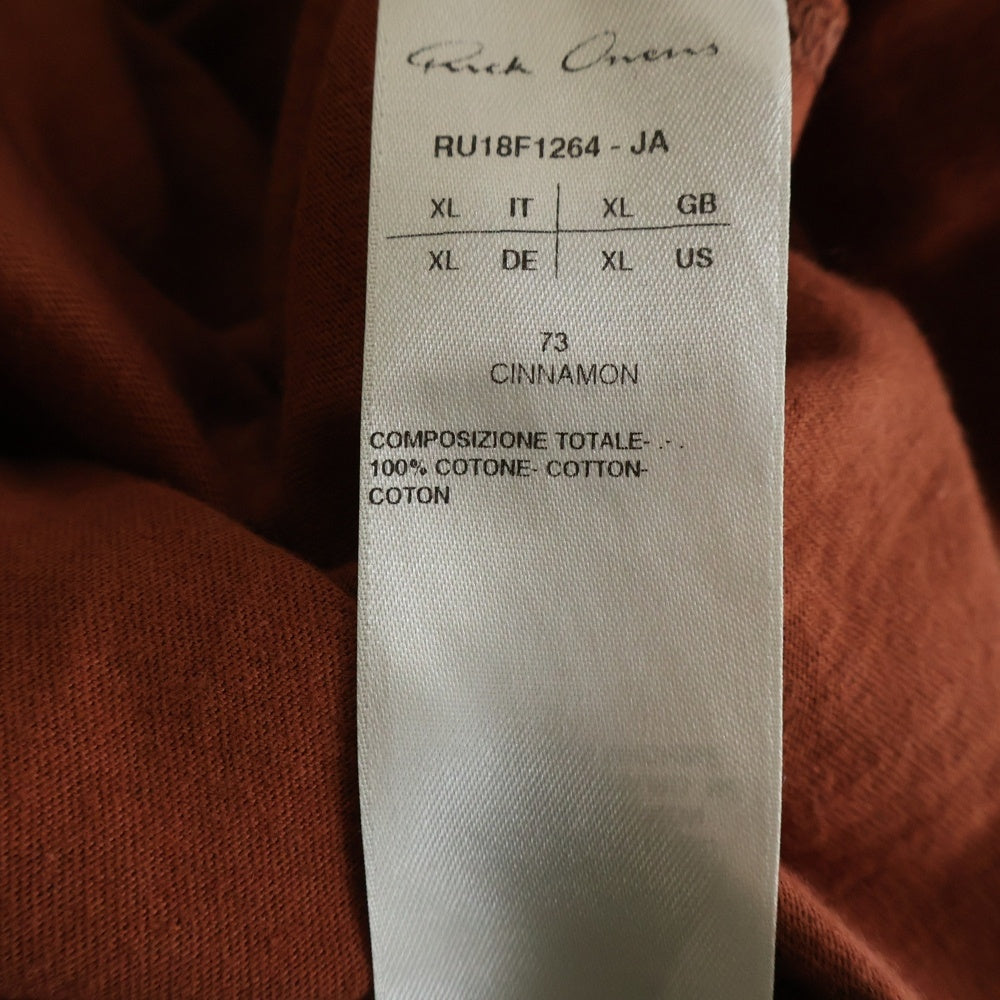 Rick Owens
RU18F1264 - JA
XL IT XL GB
XL DE XL US
73
CINNAMON
COMPOSIZIONE TOTALE- .- .
100% COTONE- COTTON-
COTON